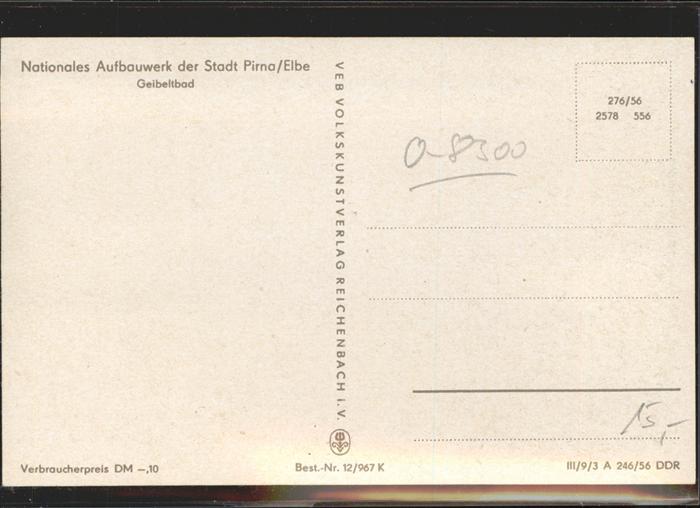 Nationales Aufbauwerk der Stadt Pirna/Elbe
Geibeltbad
VEB VOLKSKUNSTVERLAG REICHENBACH i. V.
276/56
2578 556
O-8300
15,-
Verbraucherpreis DM –,10
Best.-Nr. 12/967 K
III/9/3 A 246/56 DDR